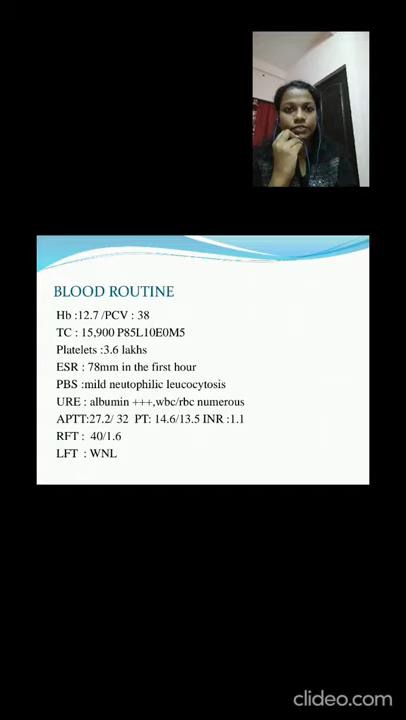 BLOOD ROUTINE
Hb :12.7 /PCV : 38
TC : 15,900 P85L10E0M5
Platelets :3.6 lakhs
ESR : 78mm in the first hour
PBS :mild neutophilic leucocytosis
URE : albumin +++,wbc/rbc numerous
APTT:27.2/ 32 PT: 14.6/13.5 INR :1.1
RFT : 40/1.6
LFT : WNL
clideo.com